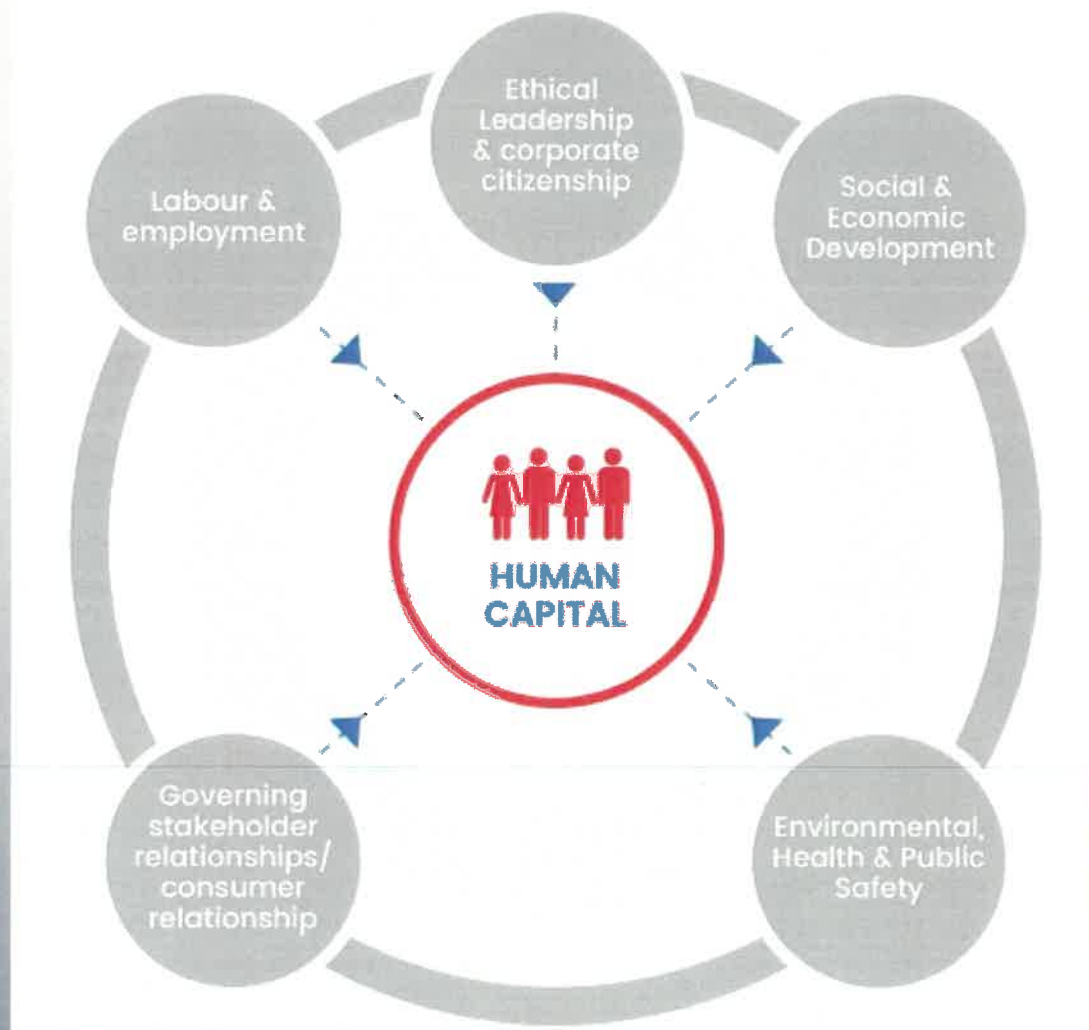 Ethical
Leadership
& corporate
citizenship
Labour &
employment
Social &
Economic
Development
HUMAN
CAPITAL
Governing
stakeholder
relationships/
consumer
relationship
Environmental,
Health & Public
Safety